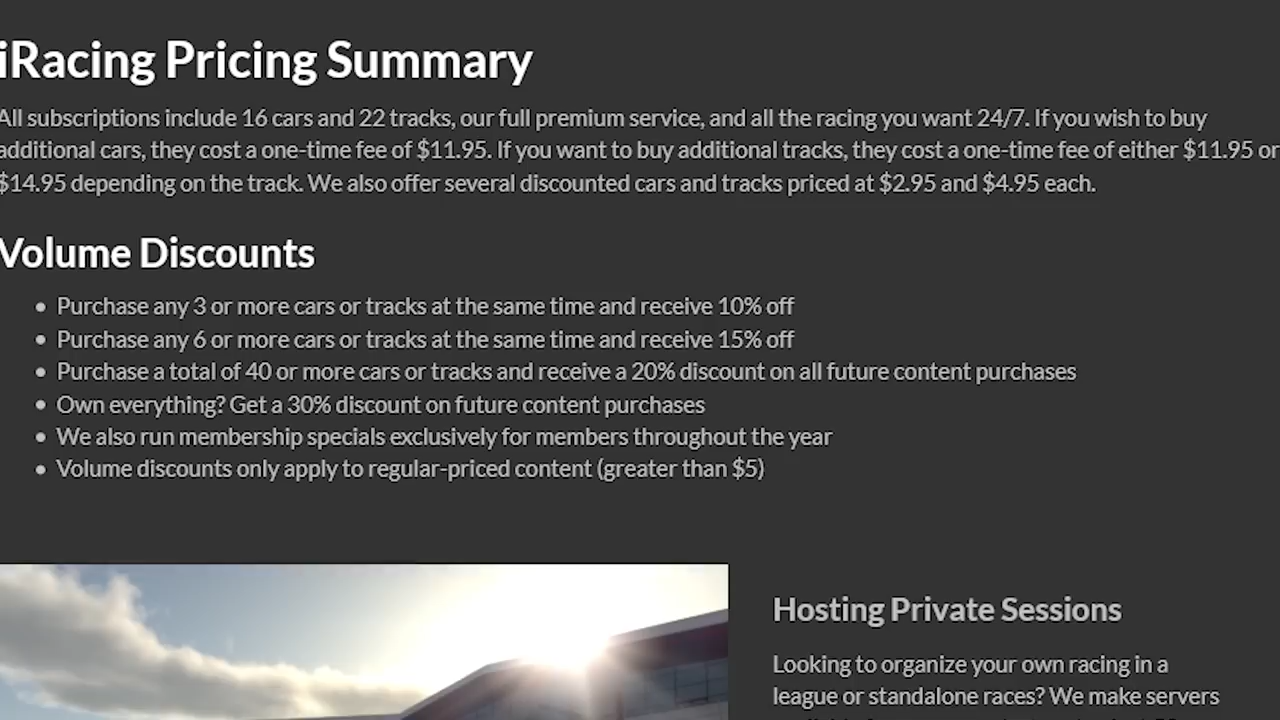 iRacing Pricing Summary
All subscriptions include 16 cars and 22 tracks, our full premium service, and all the racing you want 24/7. If you wish to buy
additional cars, they cost a one-time fee of $11.95. If you want to buy additional tracks, they cost a one-time fee of either $11.95 or
$14.95 depending on the track. We also offer several discounted cars and tracks priced at $2.95 and $4.95 each.
Volume Discounts
• Purchase any 3 or more cars or tracks at the same time and receive 10% off
• Purchase any 6 or more cars or tracks at the same time and receive 15% off
• Purchase a total of 40 or more cars or tracks and receive a 20% discount on all future content purchases
• Own everything? Get a 30% discount on future content purchases
• We also run membership specials exclusively for members throughout the year
• Volume discounts only apply to regular-priced content (greater than $5)
Hosting Private Sessions
Looking to organize your own racing in a
league or standalone races? We make servers